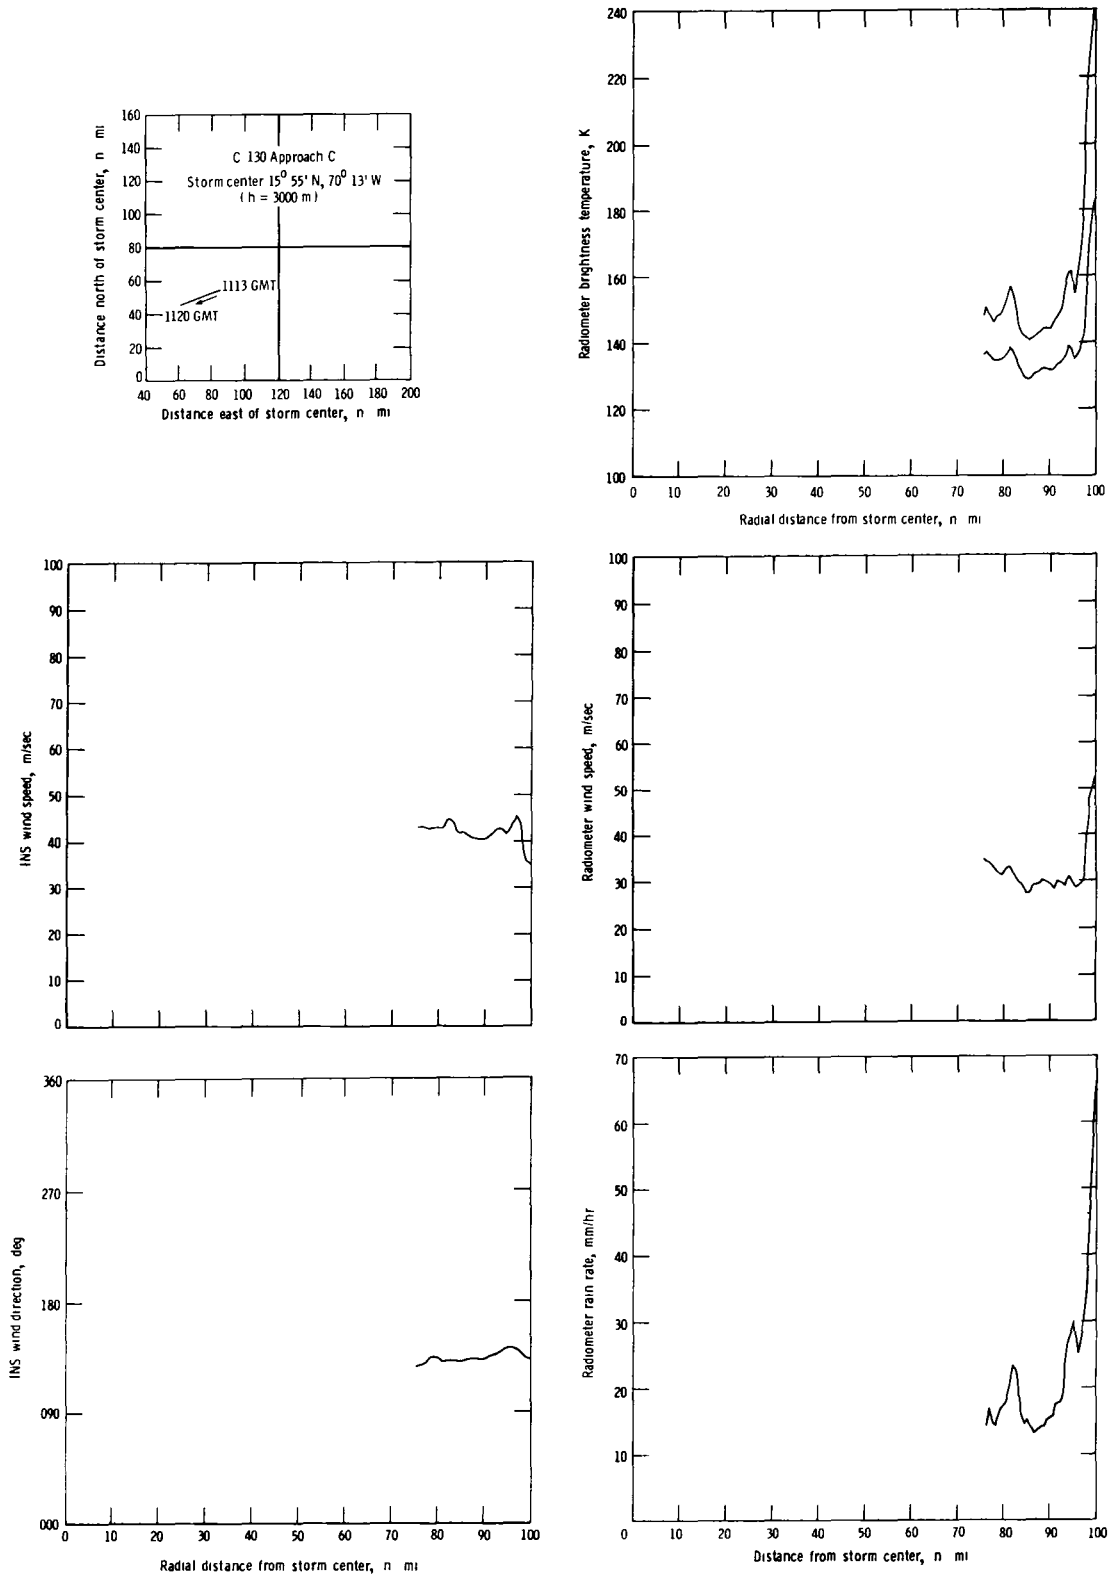 160
140
120
100
80
60
40
20
0
Distance north of storm center, n mi
C 130 Approach C
Storm center 15° 55' N, 70° 13' W
(h = 3000 m)
1113 GMT
1120 GMT
40 60 80 100 120 140 160 180 200
Distance east of storm center, n mi
240
220
200
180
160
140
120
100
Radiometer brightness temperature, K
0 10 20 30 40 50 60 70 80 90 100
Radial distance from storm center, n mi
100
90
80
70
60
50
40
30
20
10
0
INS wind speed, m/sec
100
90
80
70
60
50
40
30
20
10
0
Radiometer wind speed, m/sec
360
270
180
090
000
INS wind direction, deg
0 10 20 30 40 50 60 70 80 90 100
Radial distance from storm center, n mi
70
60
50
40
30
20
10
Radiometer rain rate, mm/hr
0 10 20 30 40 50 60 70 80 90 100
Distance from storm center, n mi